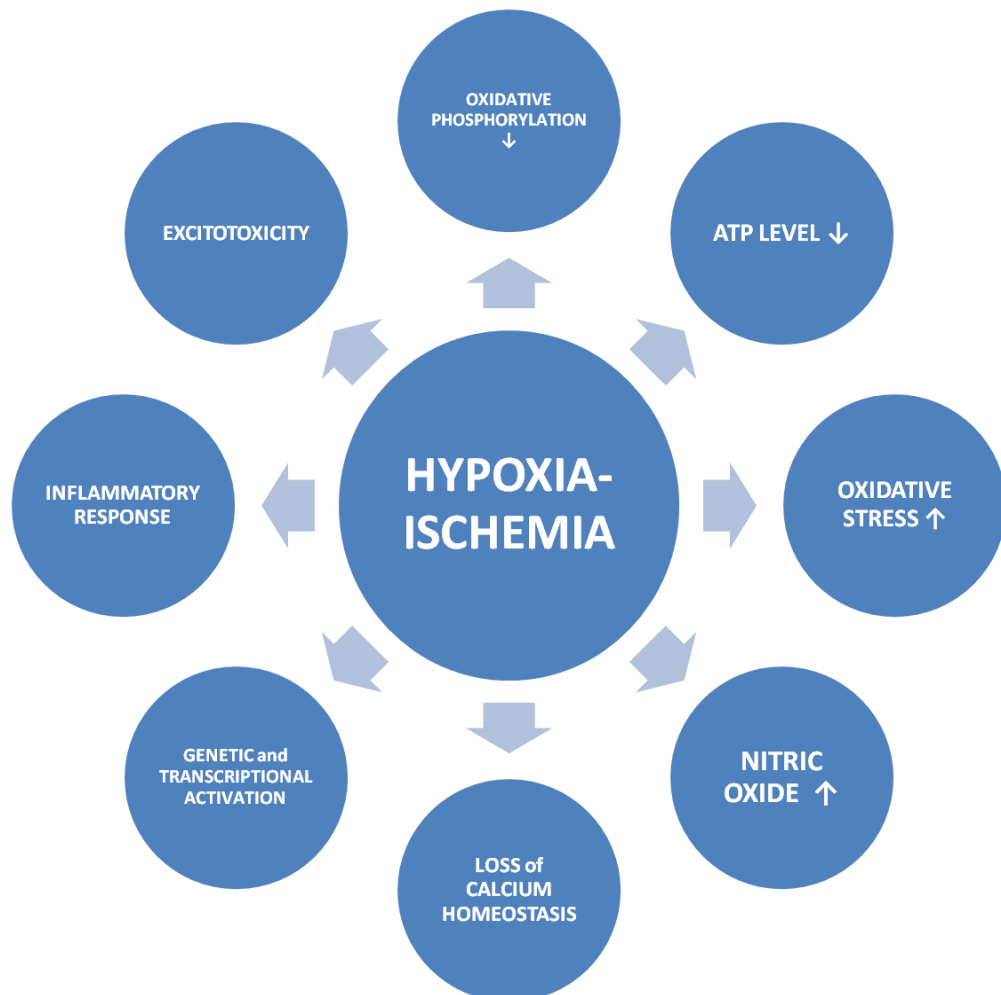 OXIDATIVE
PHOSPHORYLATION
↓
ATP LEVEL ↓
OXIDATIVE
STRESS ↑
NITRIC
OXIDE ↑
LOSS of
CALCIUM
HOMEOSTASIS
GENETIC and
TRANSCRIPTIONAL
ACTIVATION
INFLAMMATORY
RESPONSE
EXCITOTOXICITY
HYPOXIA-
ISCHEMIA